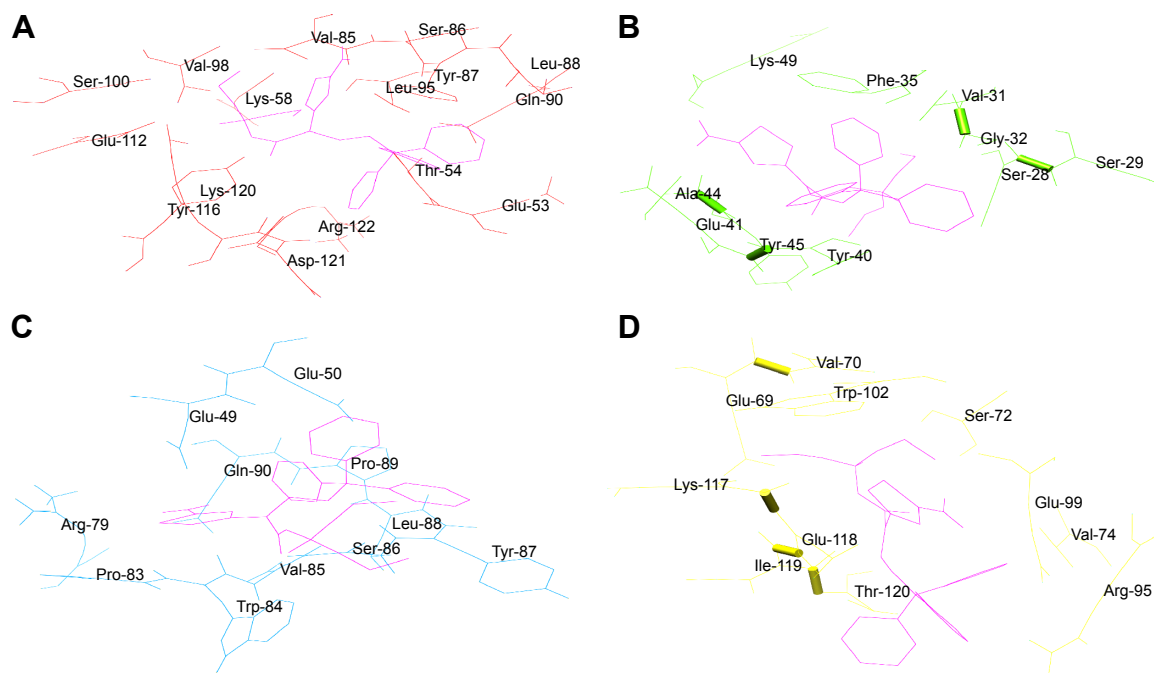 A
Val-85
Ser-86
Leu-88
Val-98
Tyr-87
Ser-100
Lys-58
Leu-95
Gln-90
Glu-112
Thr-54
Lys-120
Tyr-116
Glu-53
Arg-122
Asp-121
B
Lys-49
Phe-35
Val-31
Gly-32
Ser-28
Ser-29
Ala-44
Glu-41
Tyr-45
Tyr-40
C
Glu-50
Glu-49
Gln-90
Pro-89
Arg-79
Leu-88
Ser-86
Tyr-87
Pro-83
Val-85
Trp-84
D
Val-70
Glu-69
Trp-102
Ser-72
Lys-117
Glu-99
Glu-118
Val-74
Ile-119
Thr-120
Arg-95